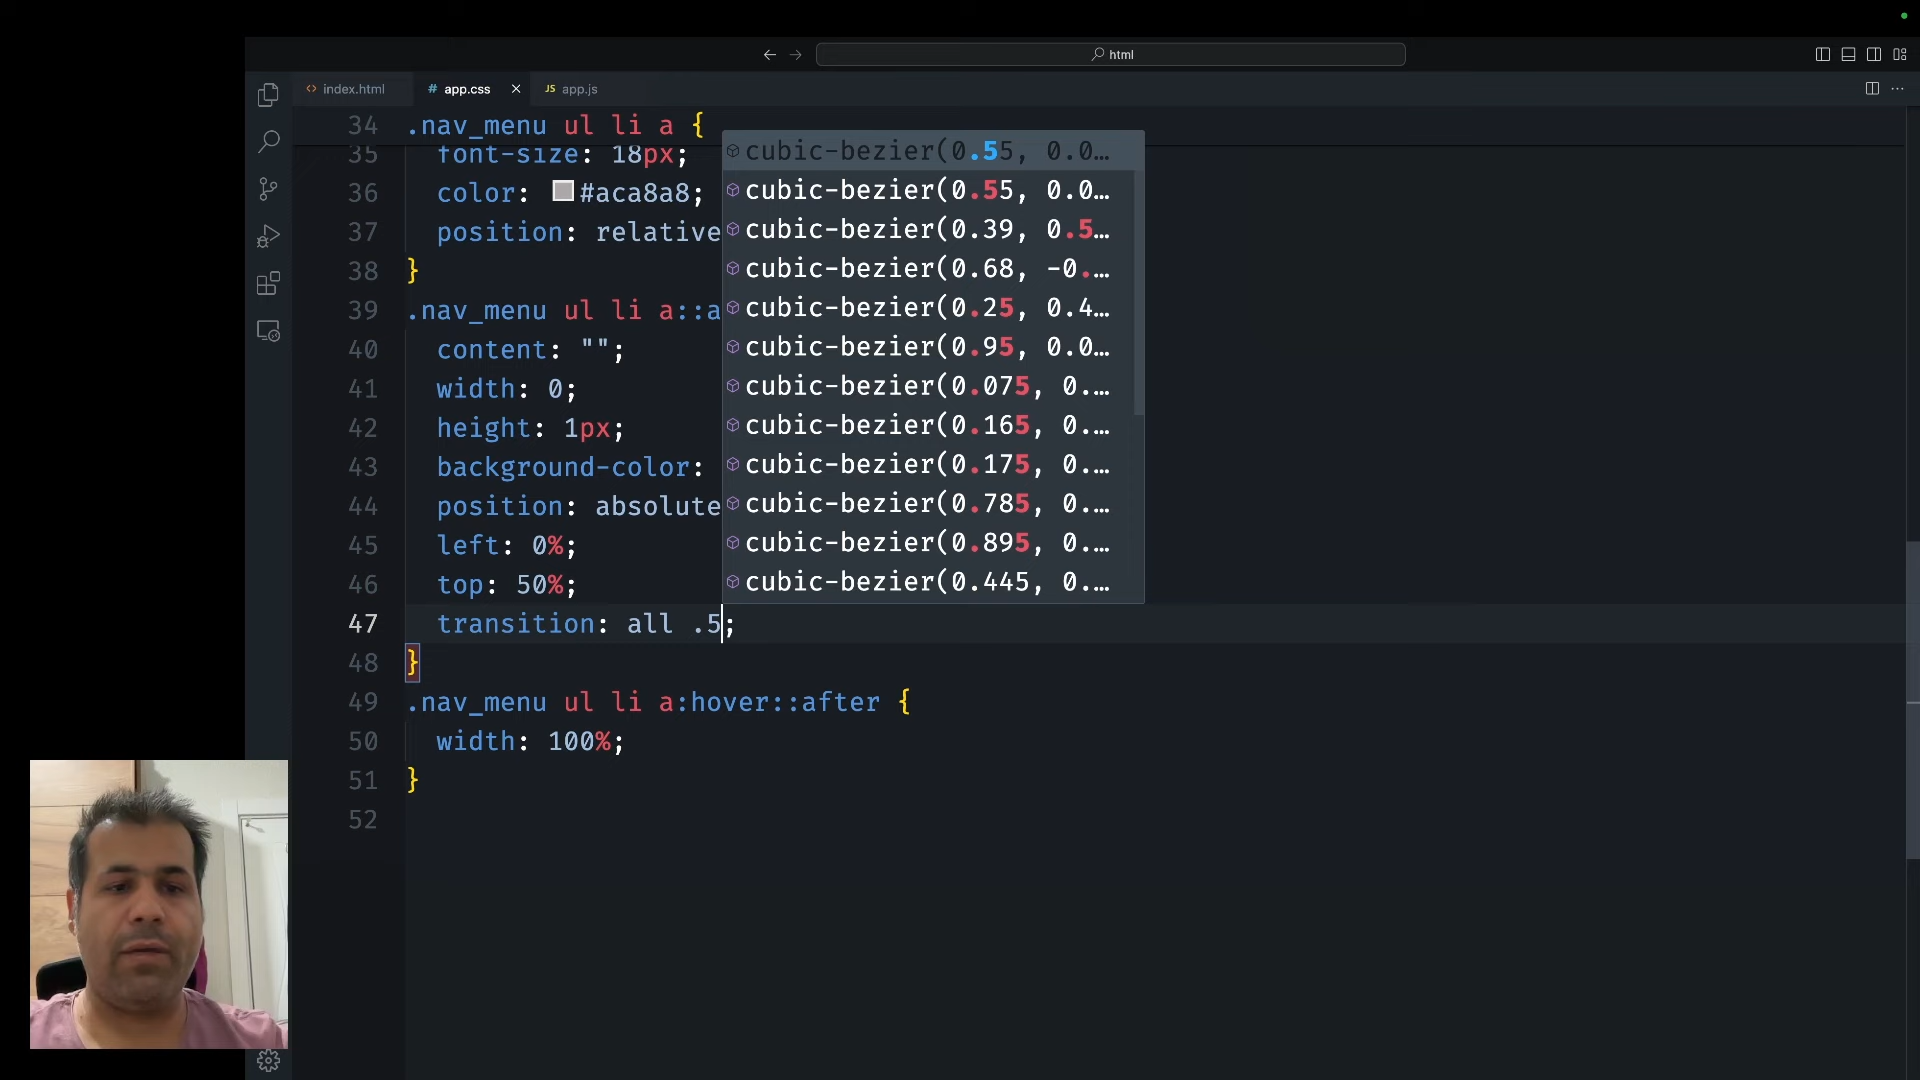 html
index.html
# app.css
JS app.js
34 .nav_menu ul li a {
35 font-size: 18px;
36 color: #aca8a8;
37 position: relative
38 }
39 .nav_menu ul li a::a
40 content: "";
41 width: 0;
42 height: 1px;
43 background-color:
44 position: absolute
45 left: 0%;
46 top: 50%;
47 transition: all .5;
48 }
49 .nav_menu ul li a:hover::after {
50 width: 100%;
51 }
52
cubic-bezier(0.55, 0.0…
cubic-bezier(0.55, 0.0…
cubic-bezier(0.39, 0.5…
cubic-bezier(0.68, -0.…
cubic-bezier(0.25, 0.4…
cubic-bezier(0.95, 0.0…
cubic-bezier(0.075, 0.…
cubic-bezier(0.165, 0.…
cubic-bezier(0.175, 0.…
cubic-bezier(0.785, 0.…
cubic-bezier(0.895, 0.…
cubic-bezier(0.445, 0.…